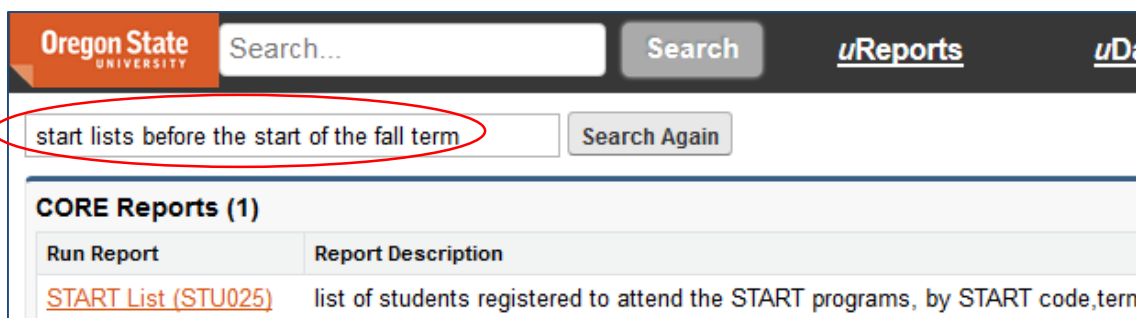 Oregon State
UNIVERSITY
Search... Search uReports uDa
start lists before the start of the fall term Search Again
CORE Reports (1)
Run Report Report Description
START List (STU025) list of students registered to attend the START programs, by START code,term